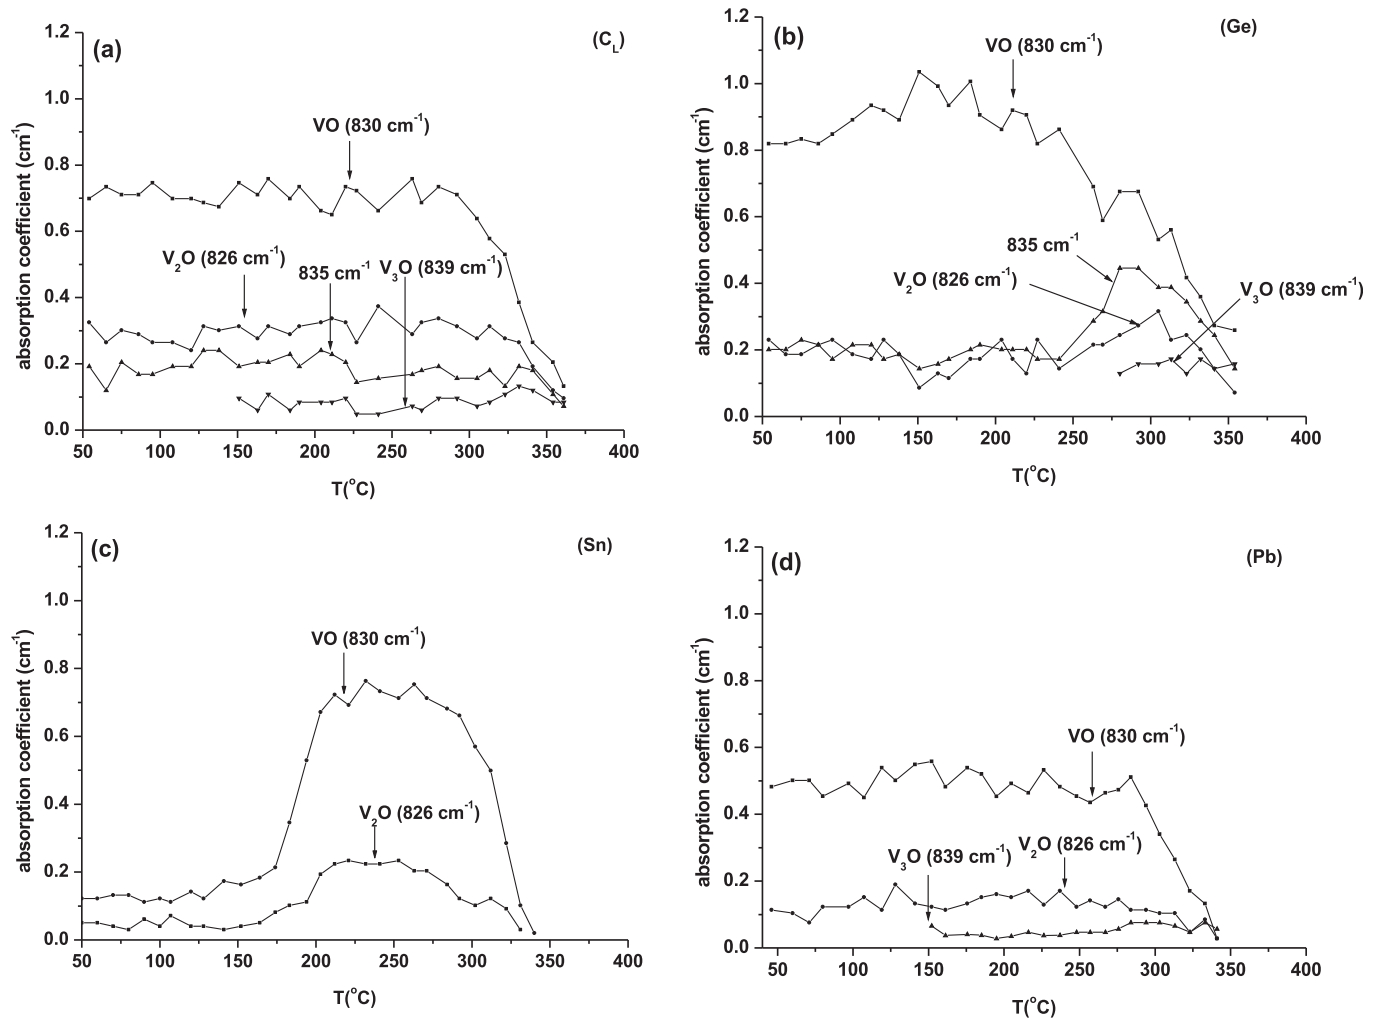 (a)
(C_L)
absorption coefficient (cm⁻¹)
1.2
1.0
0.8
0.6
0.4
0.2
0.0
VO (830 cm⁻¹)
V₂O (826 cm⁻¹)
835 cm⁻¹
V₃O (839 cm⁻¹)
50 100 150 200 250 300 350 400
T(°C)
(b)
(Ge)
absorption coefficient (cm⁻¹)
1.2
1.0
0.8
0.6
0.4
0.2
0.0
VO (830 cm⁻¹)
835 cm⁻¹
V₂O (826 cm⁻¹)
V₃O (839 cm⁻¹)
50 100 150 200 250 300 350 400
T(°C)
(c)
(Sn)
absorption coefficient (cm⁻¹)
1.2
1.0
0.8
0.6
0.4
0.2
0.0
VO (830 cm⁻¹)
V₂O (826 cm⁻¹)
50 100 150 200 250 300 350 400
T(°C)
(d)
(Pb)
absorption coefficient (cm⁻¹)
1.2
1.0
0.8
0.6
0.4
0.2
0.0
VO (830 cm⁻¹)
V₃O (839 cm⁻¹)
V₂O (826 cm⁻¹)
50 100 150 200 250 300 350 400
T(°C)